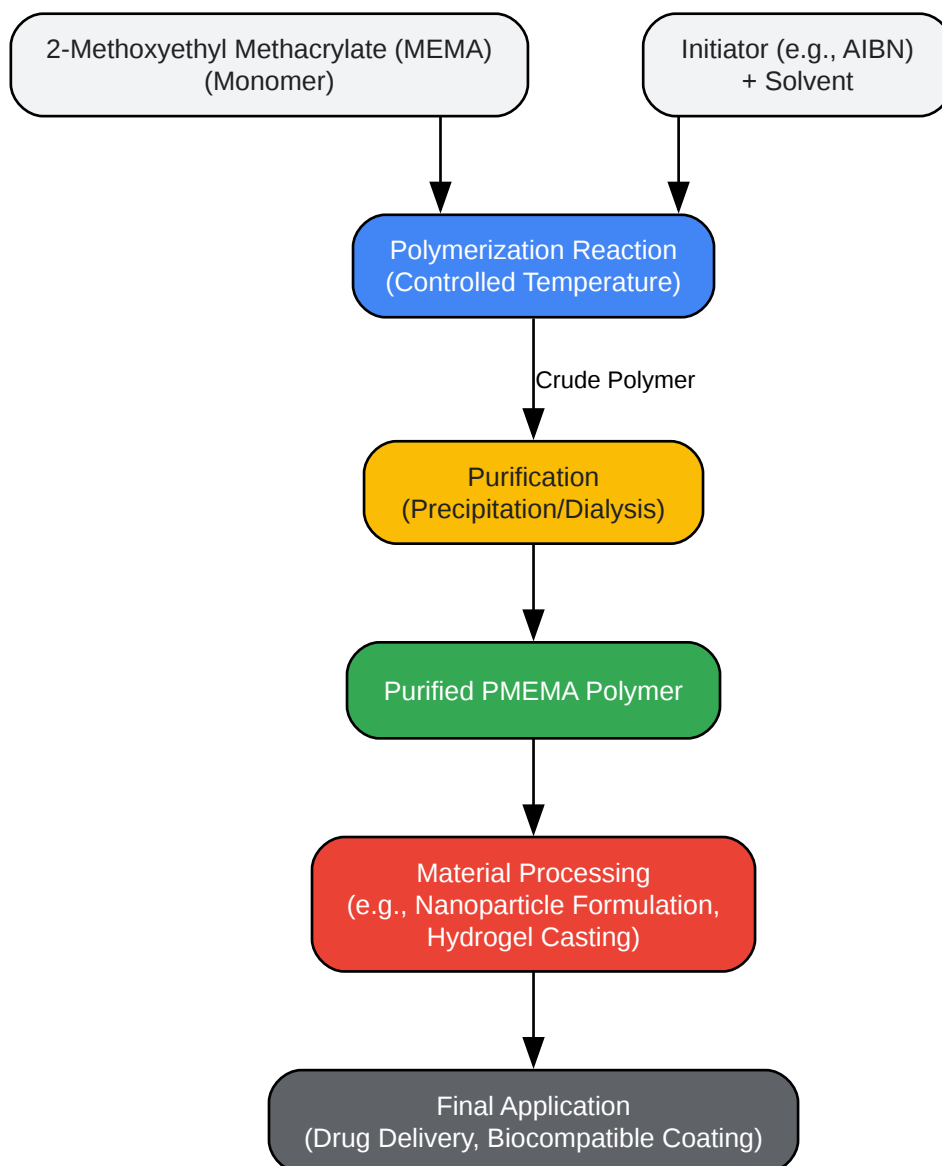 2-Methoxyethyl Methacrylate (MEMA)
(Monomer)
Initiator (e.g., AIBN)
+ Solvent
Polymerization Reaction
(Controlled Temperature)
Crude Polymer
Purification
(Precipitation/Dialysis)
Purified PMEMA Polymer
Material Processing
(e.g., Nanoparticle Formulation,
Hydrogel Casting)
Final Application
(Drug Delivery, Biocompatible Coating)